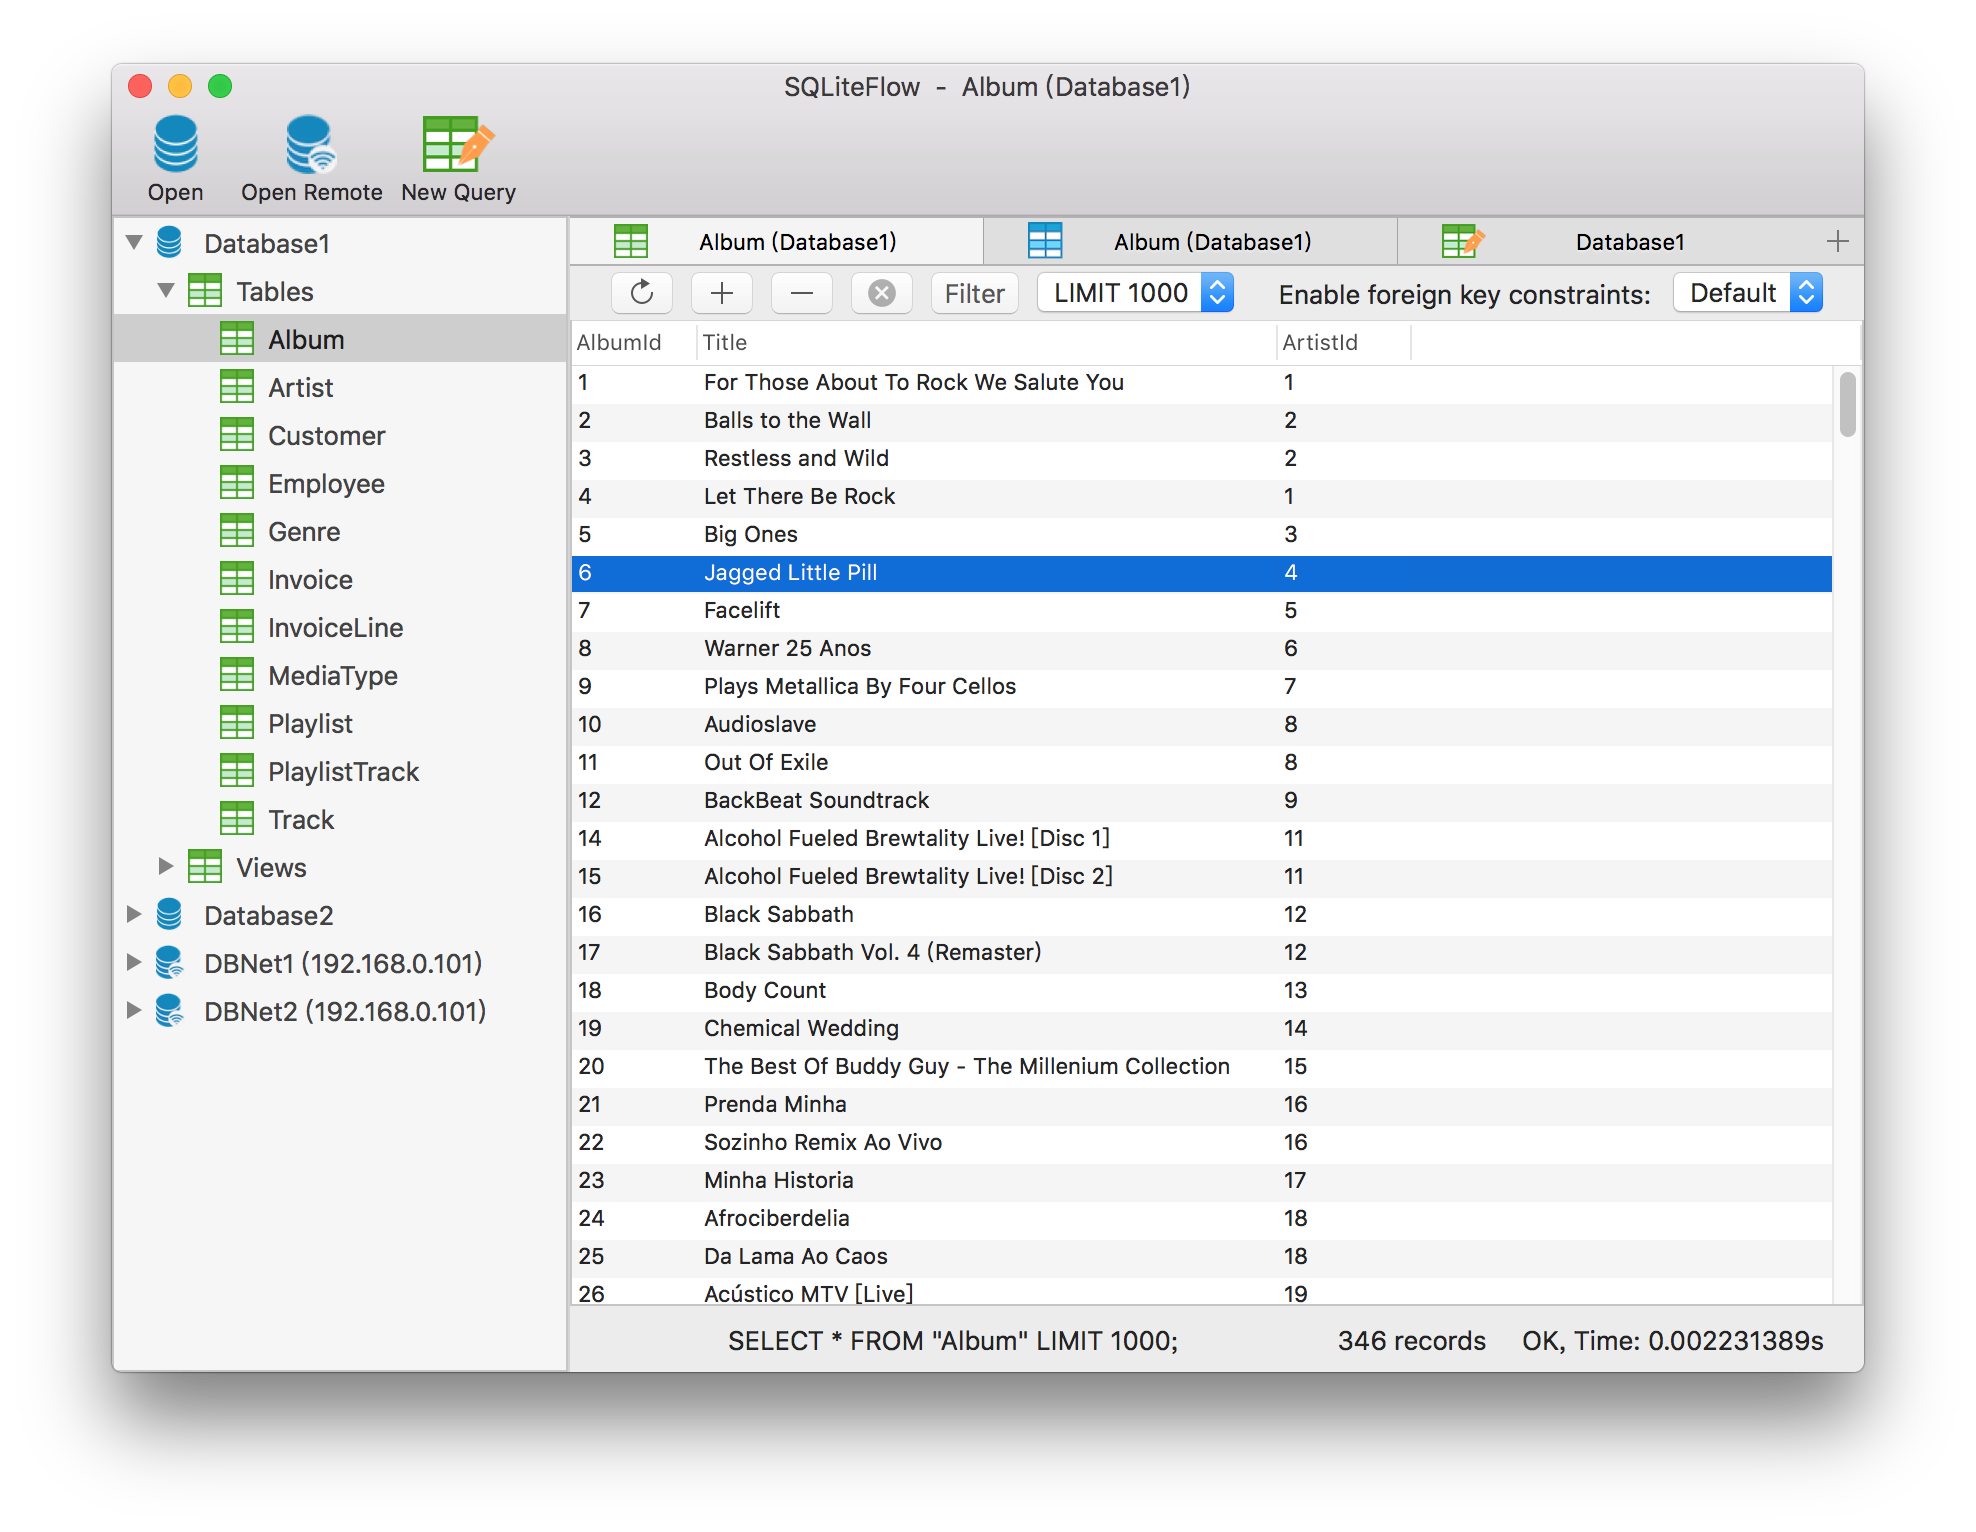 SQLiteFlow - Album (Database1)
Open Open Remote New Query
Database1
Tables
Album
Artist
Customer
Employee
Genre
Invoice
InvoiceLine
MediaType
Playlist
PlaylistTrack
Track
Views
Database2
DBNet1 (192.168.0.101)
DBNet2 (192.168.0.101)
Album (Database1) Album (Database1) Database1
Filter LIMIT 1000 Enable foreign key constraints: Default
AlbumId Title ArtistId
1 For Those About To Rock We Salute You 1
2 Balls to the Wall 2
3 Restless and Wild 2
4 Let There Be Rock 1
5 Big Ones 3
6 Jagged Little Pill 4
7 Facelift 5
8 Warner 25 Anos 6
9 Plays Metallica By Four Cellos 7
10 Audioslave 8
11 Out Of Exile 8
12 BackBeat Soundtrack 9
14 Alcohol Fueled Brewtality Live! [Disc 1] 11
15 Alcohol Fueled Brewtality Live! [Disc 2] 11
16 Black Sabbath 12
17 Black Sabbath Vol. 4 (Remaster) 12
18 Body Count 13
19 Chemical Wedding 14
20 The Best Of Buddy Guy - The Millenium Collection 15
21 Prenda Minha 16
22 Sozinho Remix Ao Vivo 16
23 Minha Historia 17
24 Afrociberdelia 18
25 Da Lama Ao Caos 18
26 Acústico MTV [Live] 19
SELECT * FROM "Album" LIMIT 1000; 346 records OK, Time: 0.002231389s